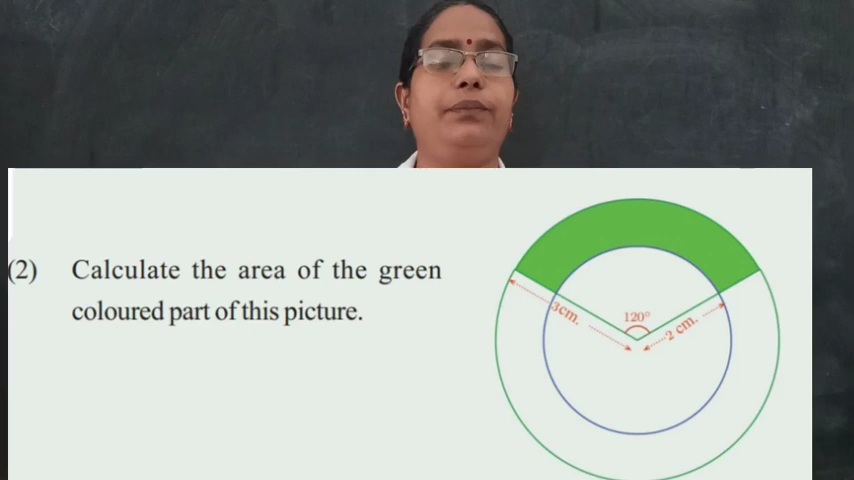 (2) Calculate the area of the green
coloured part of this picture.
120°
3cm.
2 cm.